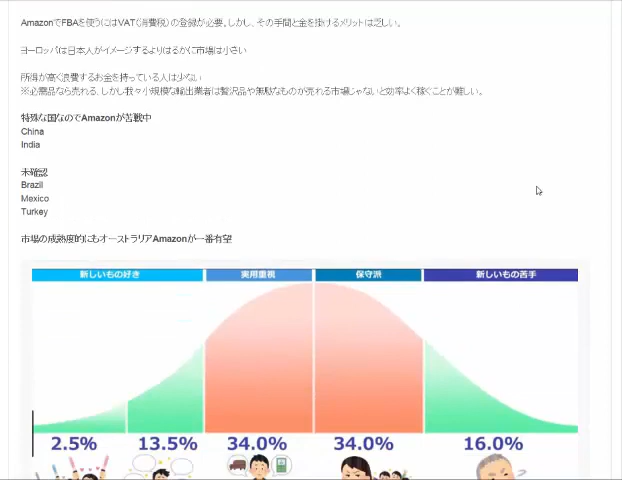 AmazonでFBAを使うにはVAT(消費税)の登録が必要。しかし、その手間と金を掛けるメリットは乏しい。
ヨーロッパは日本人がイメージするよりはるかに市場は小さい
所得が高く浪費するお金を持っている人は少ない
※必需品なら売れる、しかし我々小規模な輸出業者は贅沢品や無駄なものが売れる市場じゃないと効率よく稼ぐことが難しい。
特殊な国なのでAmazonが苦戦中
China
India
未確認
Brazil
Mexico
Turkey
市場の成熟度的にもオーストラリアAmazonが一番有望
新しいもの好き 実用重視 保守派 新しいもの苦手
2.5% 13.5% 34.0% 34.0% 16.0%